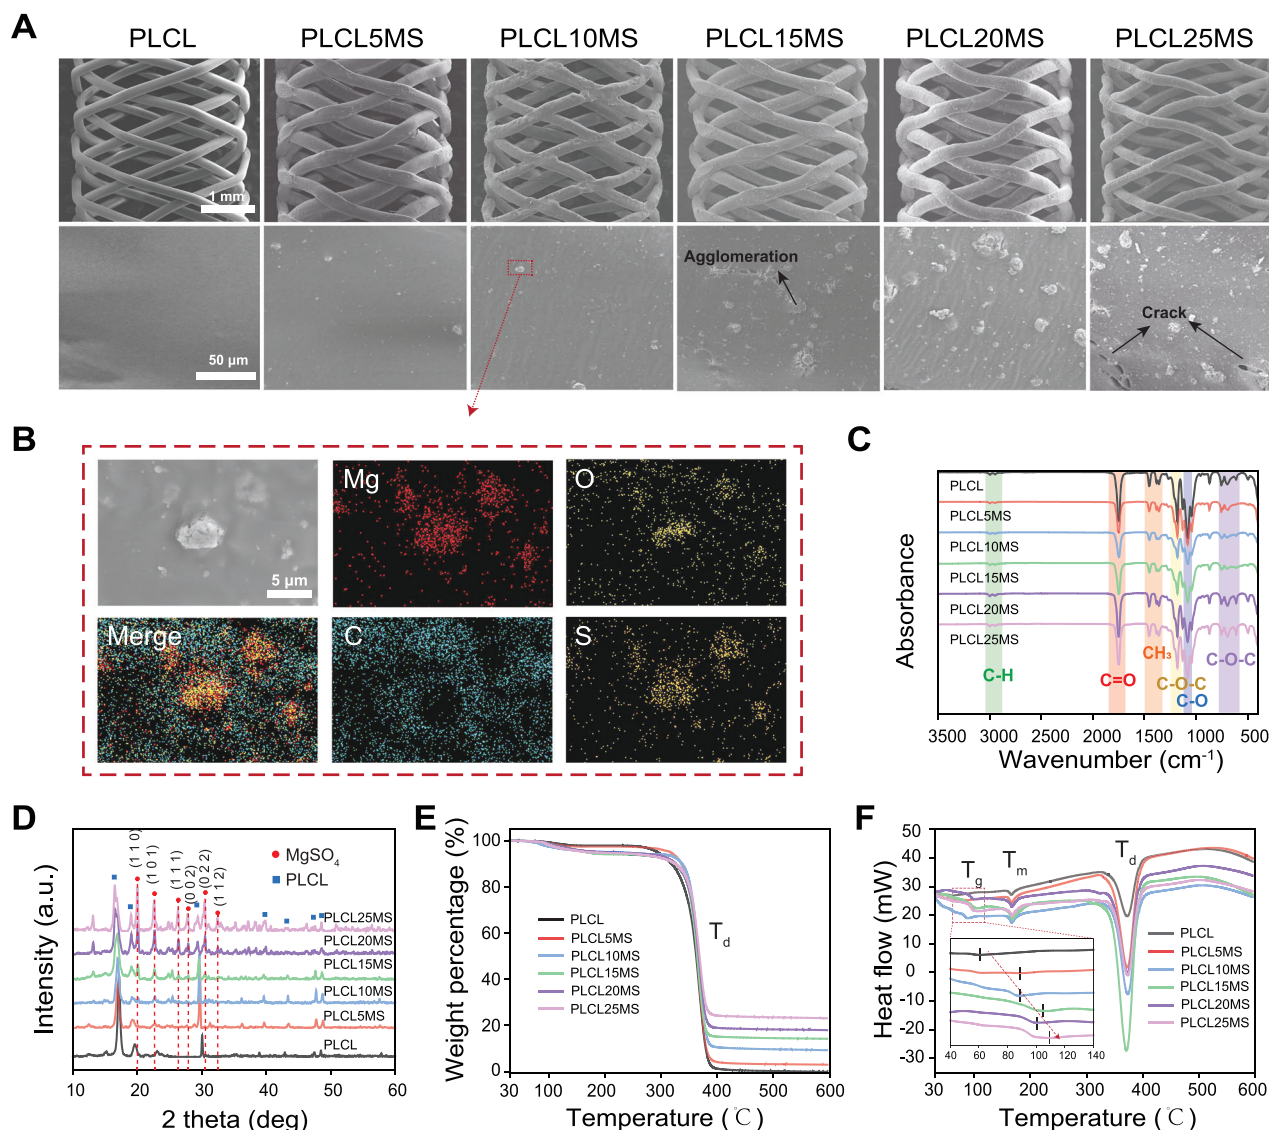 A
PLCL PLCL5MS PLCL10MS PLCL15MS PLCL20MS PLCL25MS
1 mm
50 μm
Agglomeration
Crack
B
Mg
O
5 μm
Merge
C
S
C
PLCL
PLCL5MS
PLCL10MS
PLCL15MS
PLCL20MS
PLCL25MS
C-H
C=O
CH₃
C-O-C
C-O
C-O-C
Absorbance
3500 3000 2500 2000 1500 1000 500
Wavenumber (cm⁻¹)
D
(1 1 0)
(1 0 1)
(1 1 1)
(0 0 2)
(0 2 2)
(1 1 2)
MgSO₄
PLCL
PLCL25MS
PLCL20MS
PLCL15MS
PLCL10MS
PLCL5MS
PLCL
Intensity (a.u.)
10 20 30 40 50 60
2 theta (deg)
E
100
80
60
40
20
0
Weight percentage (%)
T_d
PLCL
PLCL5MS
PLCL10MS
PLCL15MS
PLCL20MS
PLCL25MS
30 100 200 300 400 500 600
Temperature (℃)
F
50
40
30
20
10
0
-10
-20
-30
Heat flow (mW)
T_g
T_m
T_d
PLCL
PLCL5MS
PLCL10MS
PLCL15MS
PLCL20MS
PLCL25MS
40 60 80 100 120 140
30 100 200 300 400 500 600
Temperature (℃)